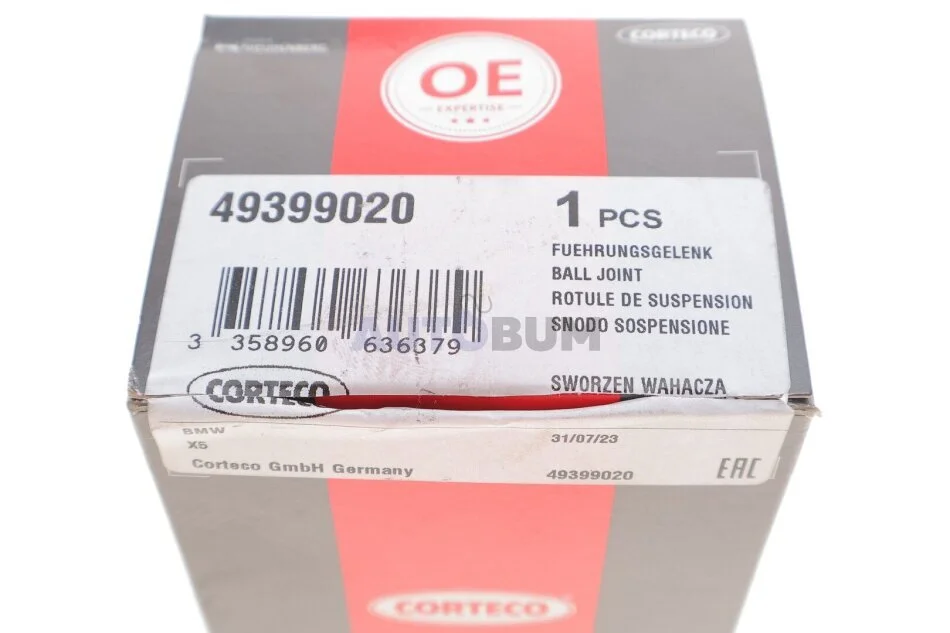 CORTECO
OE
EXPERTISE
49399020
1 PCS
FUEHRUNGSGELENK
BALL JOINT
ROTULE DE SUSPENSION
SNODO SOSPENSIONE
3 358960 636379
AUTOBUM
CORTECO
SWORZEN WAHACZA
BMW
X5
31/07/23
Corteco GmbH Germany
49399020
EAC
CORTECO